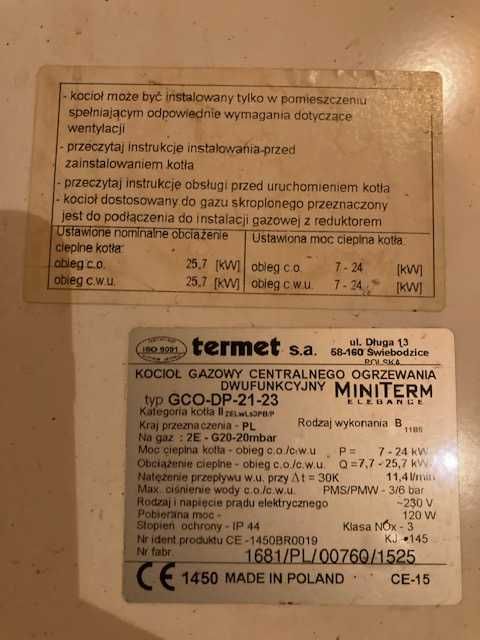 - kocioł może być instalowany tylko w pomieszczeniu
spełniającym odpowiednie wymagania dotyczące
wentylacji
- przeczytaj instrukcje instalowania przed
zainstalowaniem kotła
- przeczytaj instrukcje obsługi przed uruchomieniem kotła
- kocioł dostosowany do gazu skroplonego przeznaczony
jest do podłączenia do instalacji gazowej z reduktorem
Ustawione nominalne obciążenie cieplne kotła:
obieg c.o. 25,7 [kW]
obieg c.w.u. 25,7 [kW]
Ustawiona moc cieplna kotła:
obieg c.o. 7 - 24 [kW]
obieg c.w.u. 7 - 24 [kW]
ISO 9001
termet s.a.
ul. Długa 13
58-160 Świebodzice
POLSKA
KOCIOŁ GAZOWY CENTRALNEGO OGRZEWANIA
DWUFUNKCYJNY MINITERM
ELEGANCE
typ GCO-DP-21-23
Kategoria kotła II2ELwLs3PB/P
Kraj przeznaczenia - PL Rodzaj wykonania B11BS
Na gaz : 2E - G20-20mbar
Moc cieplna kotła - obieg c.o./c.w.u. P = 7 - 24 kW
Obciążenie cieplne - obieg c.o./c.w.u. Q = 7,7 - 25,7 kW
Natężenie przepływu w.u. przy Δt = 30K 11,4 l/min
Max. ciśnienie wody c.o./c.w.u. PMS/PMW - 3/6 bar
Rodzaj i napięcie prądu elektrycznego ~230 V
Pobierana moc - 120 W
Stopień ochrony - IP 44 Klasa NOx - 3
Nr ident.produktu CE -1450BR0019 KJ 145
Nr fabr. 1681/PL/00760/1525
CE 1450 MADE IN POLAND CE-15